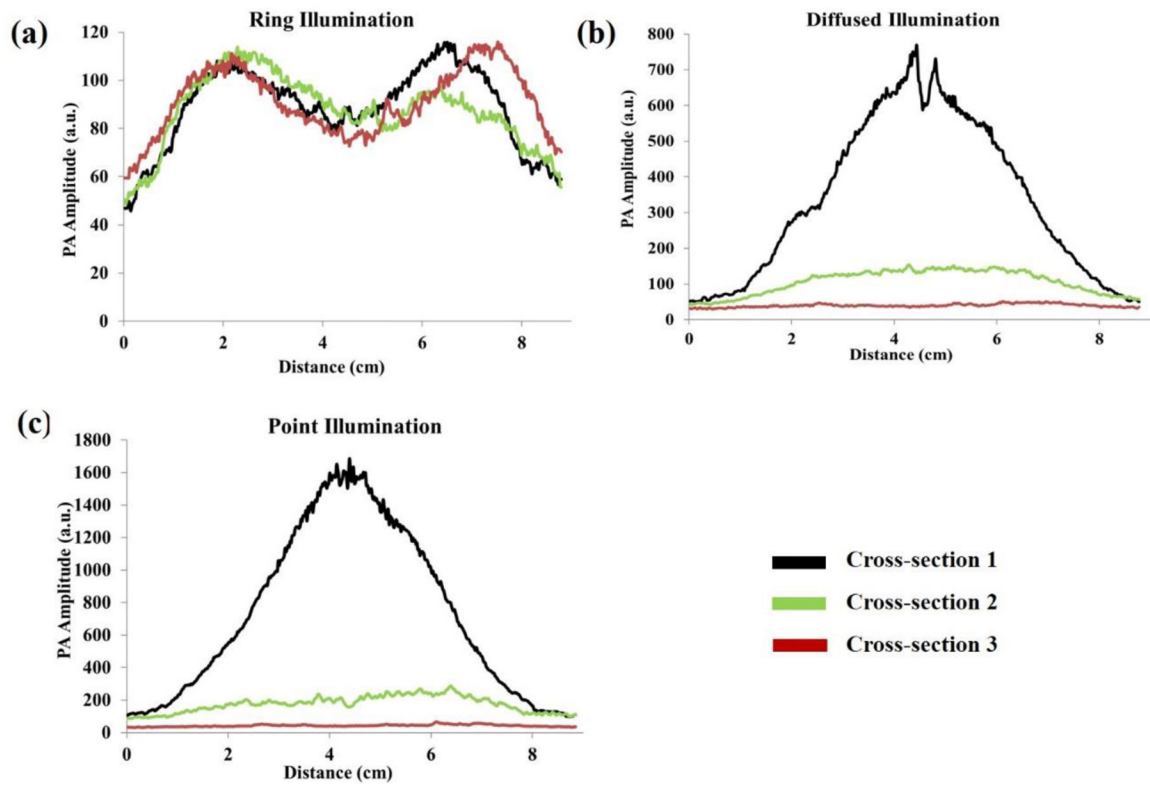 (a)
Ring Illumination
PA Amplitude (a.u.)
120
100
80
60
40
20
0
0 2 4 6 8
Distance (cm)
(b)
Diffused Illumination
PA Amplitude (a.u.)
800
700
600
500
400
300
200
100
0
0 2 4 6 8
Distance (cm)
(c)
Point Illumination
PA Amplitude (a.u.)
1800
1600
1400
1200
1000
800
600
400
200
0
0 2 4 6 8
Distance (cm)
Cross-section 1
Cross-section 2
Cross-section 3